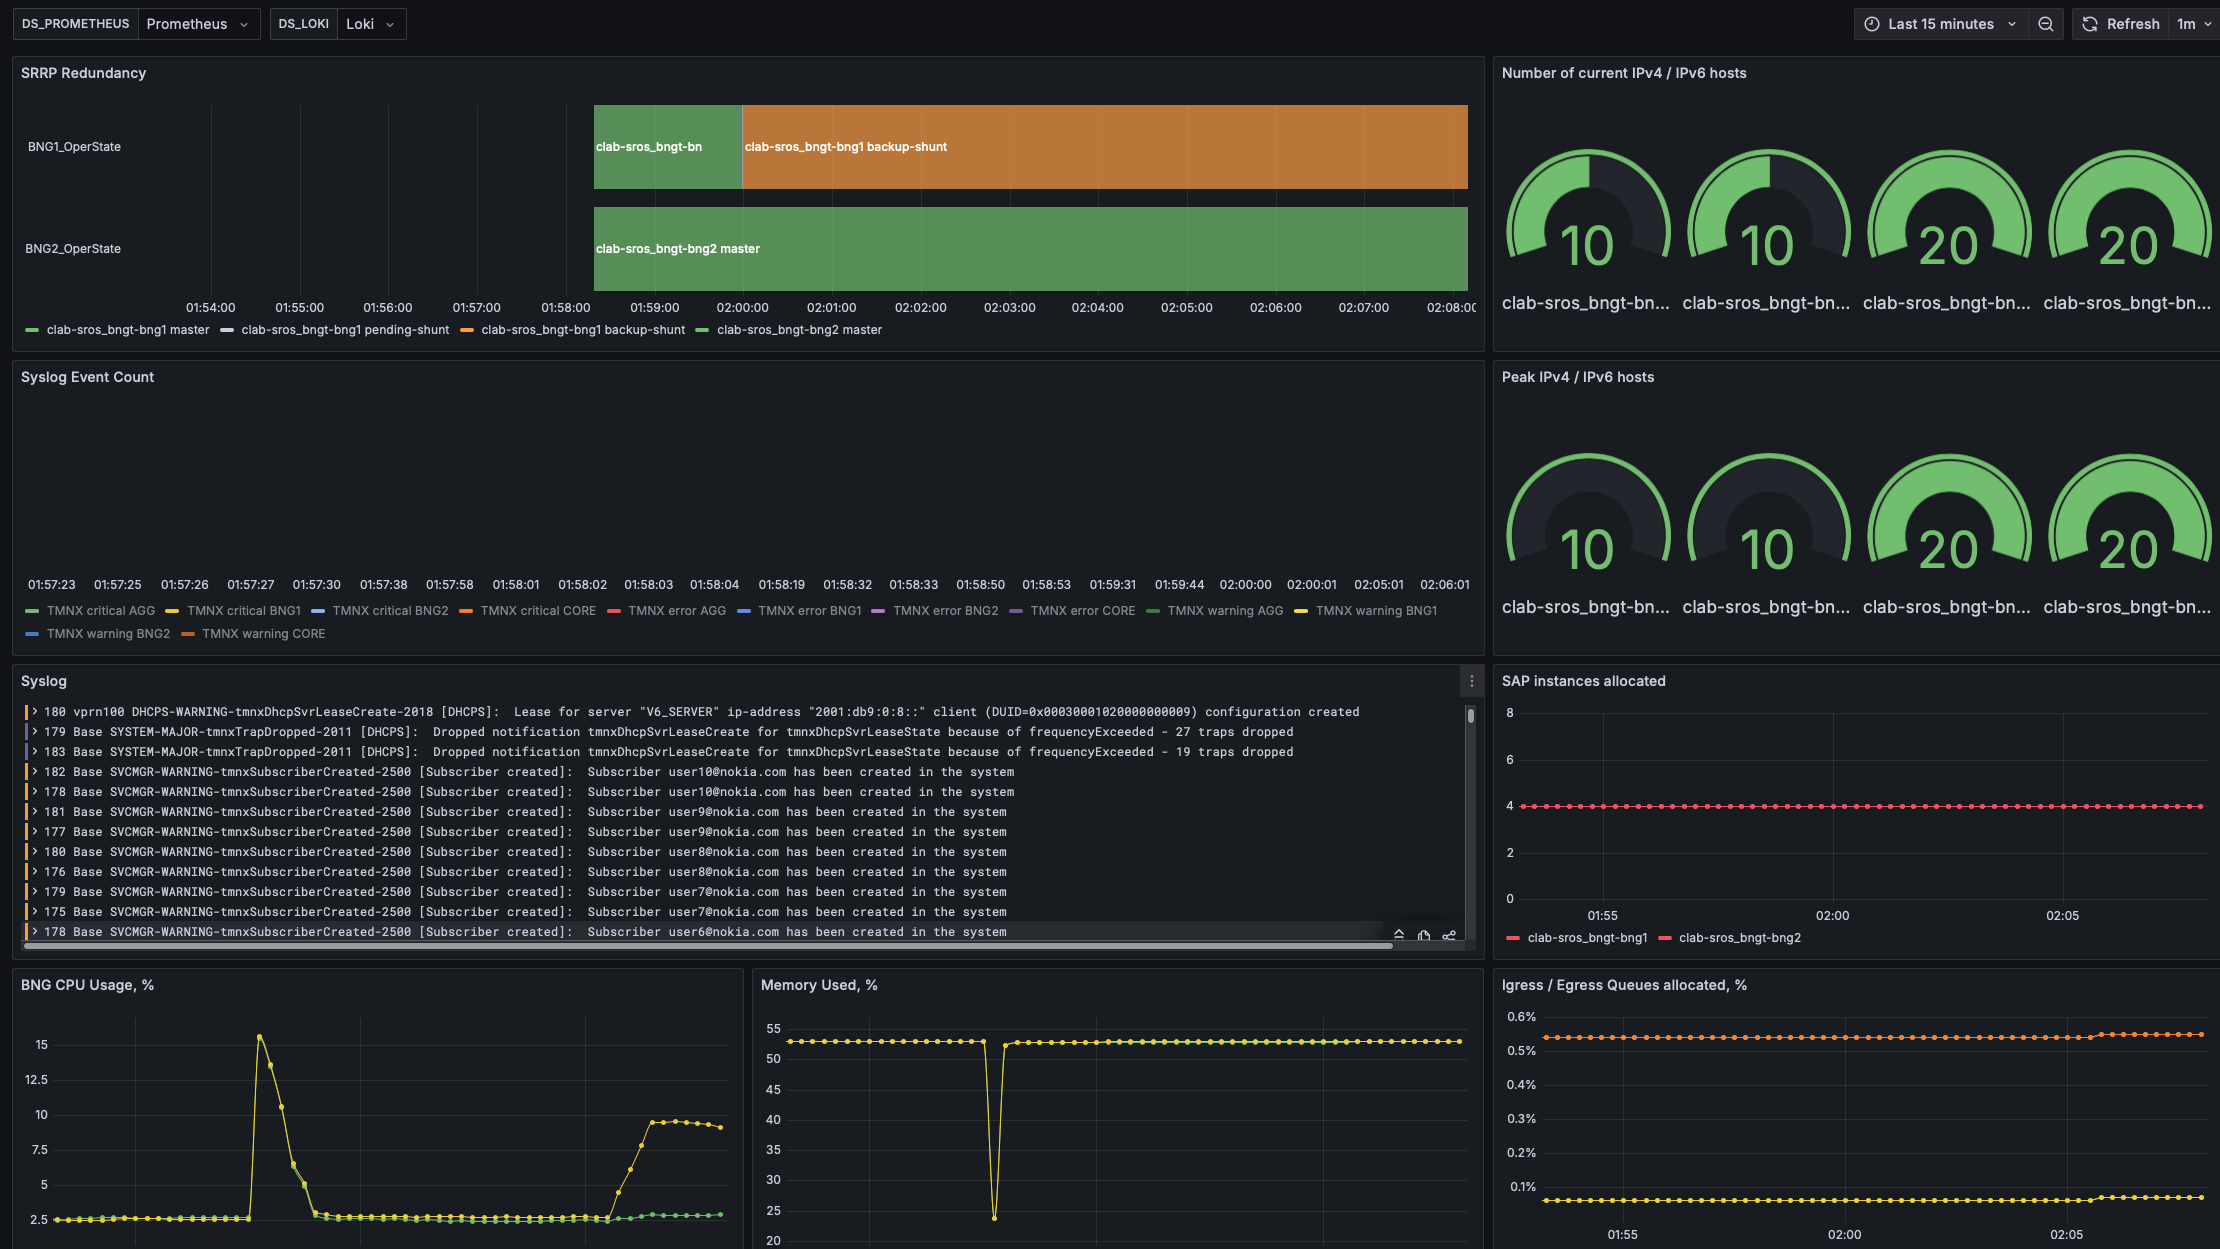 DS_PROMETHEUS Prometheus DS_LOKI Loki Last 15 minutes Refresh 1m
SRRP Redundancy
BNG1_OperState
clab-sros_bngt-bn
clab-sros_bngt-bng1 backup-shunt
BNG2_OperState
clab-sros_bngt-bng2 master
01:54:00 01:55:00 01:56:00 01:57:00 01:58:00 01:59:00 02:00:00 02:01:00 02:02:00 02:03:00 02:04:00 02:05:00 02:06:00 02:07:00 02:08:00
clab-sros_bngt-bng1 master clab-sros_bngt-bng1 pending-shunt clab-sros_bngt-bng1 backup-shunt clab-sros_bngt-bng2 master
Number of current IPv4 / IPv6 hosts
10 10 20 20
clab-sros_bngt-bn... clab-sros_bngt-bn... clab-sros_bngt-bn... clab-sros_bngt-bn...
Syslog Event Count
01:57:23 01:57:25 01:57:26 01:57:27 01:57:30 01:57:38 01:57:58 01:58:01 01:58:02 01:58:03 01:58:04 01:58:19 01:58:32 01:58:33 01:58:50 01:58:53 01:59:31 01:59:44 02:00:00 02:00:01 02:05:01 02:06:01
TMNX critical AGG TMNX critical BNG1 TMNX critical BNG2 TMNX critical CORE TMNX error AGG TMNX error BNG1 TMNX error BNG2 TMNX error CORE TMNX warning AGG TMNX warning BNG1
TMNX warning BNG2 TMNX warning CORE
Peak IPv4 / IPv6 hosts
10 10 20 20
clab-sros_bngt-bn... clab-sros_bngt-bn... clab-sros_bngt-bn... clab-sros_bngt-bn...
Syslog
180 vprn100 DHCPS-WARNING-tmnxDhcpSvrLeaseCreate-2018 [DHCPS]: Lease for server "V6_SERVER" ip-address "2001:db9:0:8::" client (DUID=0x00030001020000000009) configuration created
179 Base SYSTEM-MAJOR-tmnxTrapDropped-2011 [DHCPS]: Dropped notification tmnxDhcpSvrLeaseCreate for tmnxDhcpSvrLeaseState because of frequencyExceeded - 27 traps dropped
183 Base SYSTEM-MAJOR-tmnxTrapDropped-2011 [DHCPS]: Dropped notification tmnxDhcpSvrLeaseCreate for tmnxDhcpSvrLeaseState because of frequencyExceeded - 19 traps dropped
182 Base SVCMGR-WARNING-tmnxSubscriberCreated-2500 [Subscriber created]: Subscriber user10@nokia.com has been created in the system
178 Base SVCMGR-WARNING-tmnxSubscriberCreated-2500 [Subscriber created]: Subscriber user10@nokia.com has been created in the system
181 Base SVCMGR-WARNING-tmnxSubscriberCreated-2500 [Subscriber created]: Subscriber user9@nokia.com has been created in the system
177 Base SVCMGR-WARNING-tmnxSubscriberCreated-2500 [Subscriber created]: Subscriber user9@nokia.com has been created in the system
180 Base SVCMGR-WARNING-tmnxSubscriberCreated-2500 [Subscriber created]: Subscriber user8@nokia.com has been created in the system
176 Base SVCMGR-WARNING-tmnxSubscriberCreated-2500 [Subscriber created]: Subscriber user8@nokia.com has been created in the system
179 Base SVCMGR-WARNING-tmnxSubscriberCreated-2500 [Subscriber created]: Subscriber user7@nokia.com has been created in the system
175 Base SVCMGR-WARNING-tmnxSubscriberCreated-2500 [Subscriber created]: Subscriber user7@nokia.com has been created in the system
178 Base SVCMGR-WARNING-tmnxSubscriberCreated-2500 [Subscriber created]: Subscriber user6@nokia.com has been created in the system
SAP instances allocated
8
6
4
2
0
01:55 02:00 02:05
clab-sros_bngt-bng1 clab-sros_bngt-bng2
BNG CPU Usage, %
15
12.5
10
7.5
5
2.5
Memory Used, %
55
50
45
40
35
30
25
20
Igress / Egress Queues allocated, %
0.6%
0.5%
0.4%
0.3%
0.2%
0.1%
01:55 02:00 02:05